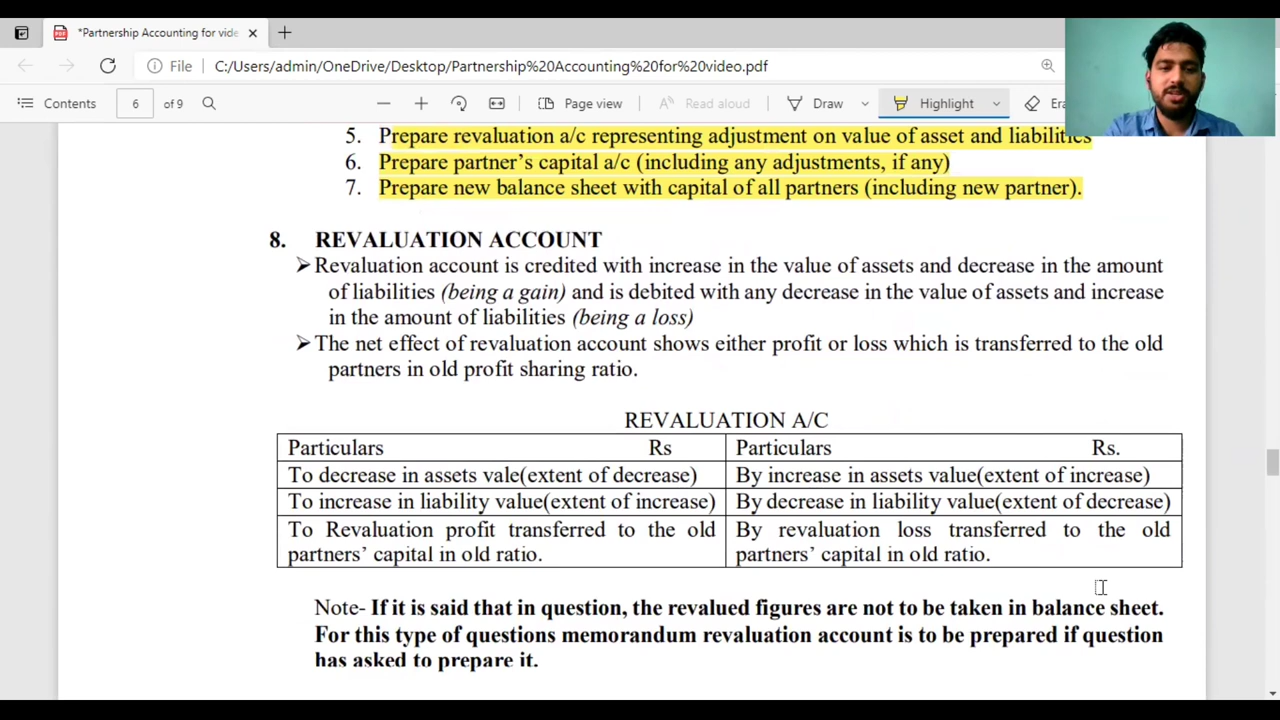 *Partnership Accounting for vide
File
C:/Users/admin/OneDrive/Desktop/Partnership%20Accounting%20for%20video.pdf
Contents
6
of 9
Page view
Read aloud
Draw
Highlight
Era
5. Prepare revaluation a/c representing adjustment on value of asset and liabilities
6. Prepare partner’s capital a/c (including any adjustments, if any)
7. Prepare new balance sheet with capital of all partners (including new partner).
8. REVALUATION ACCOUNT
➢Revaluation account is credited with increase in the value of assets and decrease in the amount
of liabilities (being a gain) and is debited with any decrease in the value of assets and increase
in the amount of liabilities (being a loss)
➢The net effect of revaluation account shows either profit or loss which is transferred to the old
partners in old profit sharing ratio.
REVALUATION A/C
Particulars Rs
Particulars Rs.
To decrease in assets vale(extent of decrease)
By increase in assets value(extent of increase)
To increase in liability value(extent of increase)
By decrease in liability value(extent of decrease)
To Revaluation profit transferred to the old
partners’ capital in old ratio.
By revaluation loss transferred to the old
partners’ capital in old ratio.
Note- If it is said that in question, the revalued figures are not to be taken in balance sheet.
For this type of questions memorandum revaluation account is to be prepared if question
has asked to prepare it.